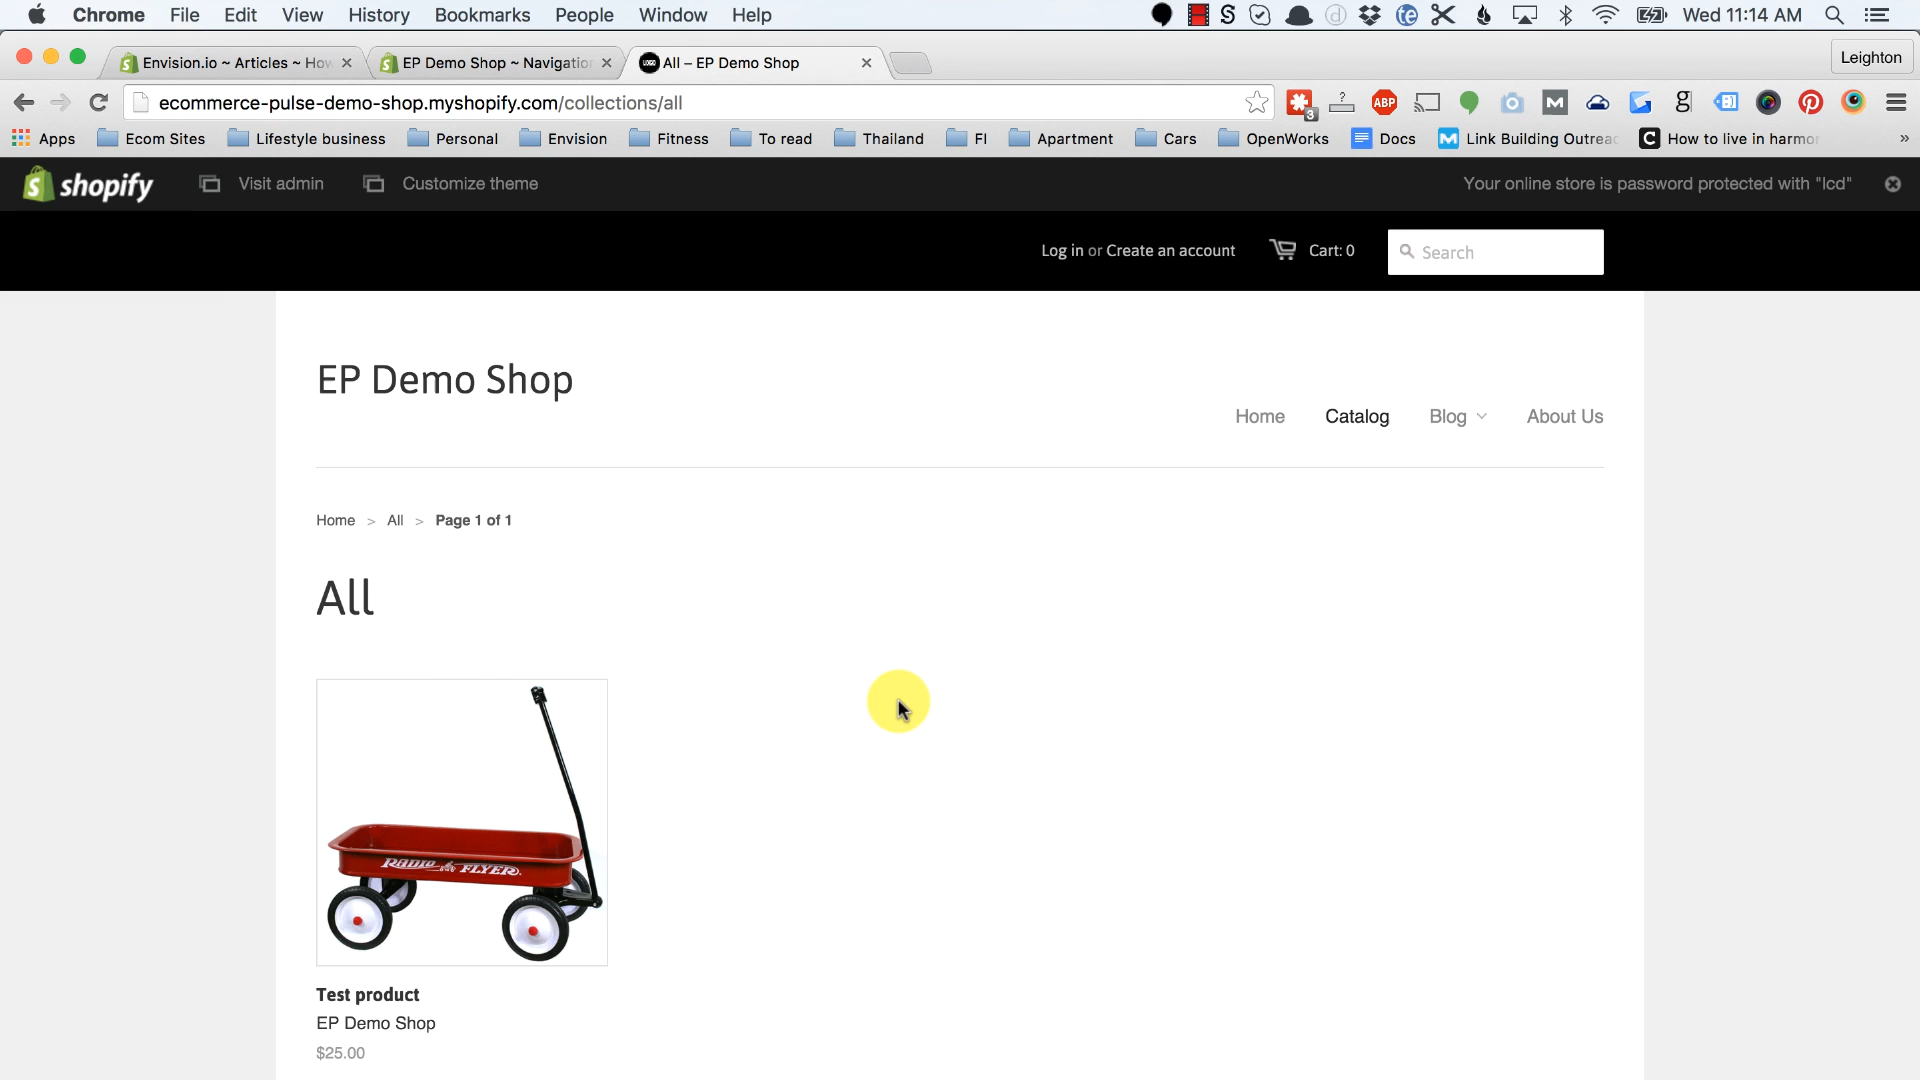 Chrome File Edit View History Bookmarks People Window Help Wed 11:14 AM
Envision.io ~ Articles ~ How EP Demo Shop ~ Navigation All – EP Demo Shop Leighton
ecommerce-pulse-demo-shop.myshopify.com/collections/all
Apps Ecom Sites Lifestyle business Personal Envision Fitness To read Thailand FI Apartment Cars OpenWorks Docs Link Building Outrea How to live in harmo »
shopify Visit admin Customize theme Your online store is password protected with "lcd"
Log in or Create an account Cart: 0 Search
EP Demo Shop
Home Catalog Blog About Us
Home > All > Page 1 of 1
All
RADIO FLYER
Test product
EP Demo Shop
$25.00